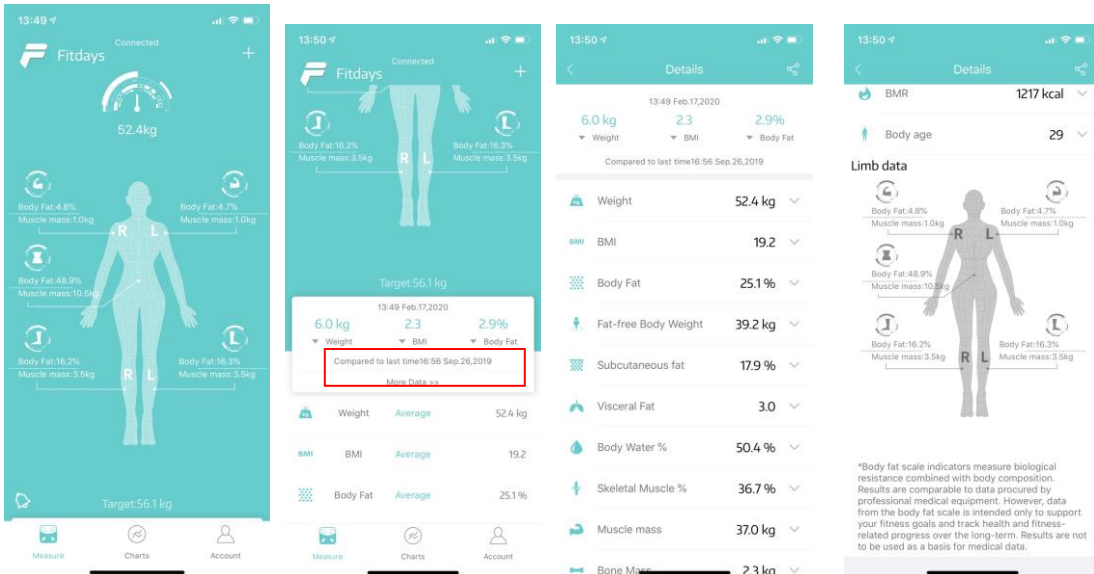 13:49
Connected
Fitdays
+
52.4kg
Body Fat:4.8%
Muscle mass:1.0kg
Body Fat:4.7%
Muscle mass:1.0kg
R L
Body Fat:48.9%
Muscle mass:10.5kg
Body Fat:16.2%
Muscle mass:3.5kg
Body Fat:16.3%
Muscle mass:3.5kg
R L
Target:56.1 kg
Measure Charts Account
13:50
Connected
Fitdays
+
Body Fat:16.2%
Muscle mass:3.5kg
Body Fat:16.3%
Muscle mass:3.5kg
R L
Target:56.1 kg
13:49 Feb.17,2020
6.0 kg 2.3 2.9%
Weight BMI Body Fat
Compared to last time16:56 Sep.26,2019
More Data >>
Weight Average 52.4 kg
BMI BMI Average 19.2
Body Fat Average 25.1 %
Measure Charts Account
13:50
Details
13:49 Feb.17,2020
6.0 kg 2.3 2.9%
Weight BMI Body Fat
Compared to last time16:56 Sep.26,2019
Weight 52.4 kg
BMI BMI 19.2
Body Fat 25.1 %
Fat-free Body Weight 39.2 kg
Subcutaneous fat 17.9 %
Visceral Fat 3.0
Body Water % 50.4 %
Skeletal Muscle % 36.7 %
Muscle mass 37.0 kg
Bone Mass 2.3 kg
13:50
Details
BMR 1217 kcal
Body age 29
Limb data
Body Fat:4.8%
Muscle mass:1.0kg
Body Fat:4.7%
Muscle mass:1.0kg
R L
Body Fat:48.9%
Muscle mass:10.5kg
Body Fat:16.2%
Muscle mass:3.5kg
Body Fat:16.3%
Muscle mass:3.5kg
R L
*Body fat scale indicators measure biological
resistance combined with body composition.
Results are comparable to data procured by
professional medical equipment. However, data
from the body fat scale is intended only to support
your fitness goals and track health and fitness-
related progress over the long-term. Results are not
to be used as a basis for medical data.